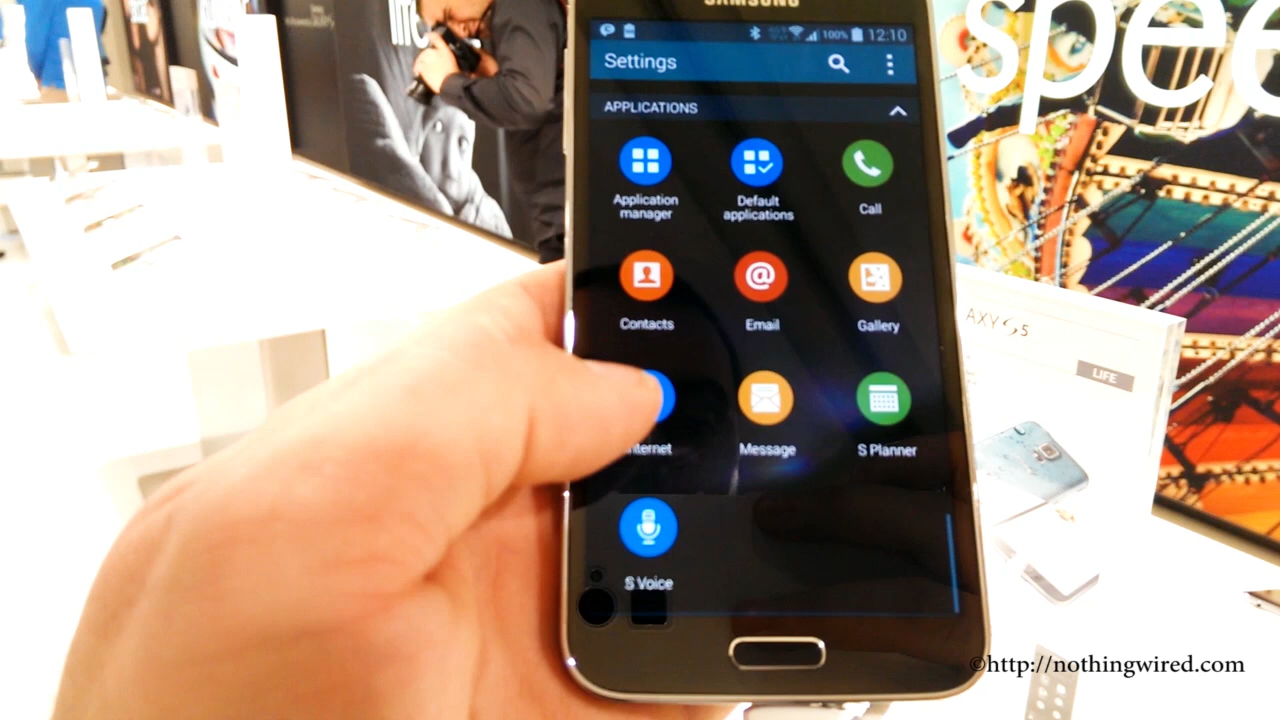 SAMSUNG
100% 12:10
Settings
APPLICATIONS
Application
manager
Default
applications
Call
Contacts
Email
Gallery
Internet
Message
S Planner
S Voice
spee
AXY S5
LIFE
©http://nothingwired.com